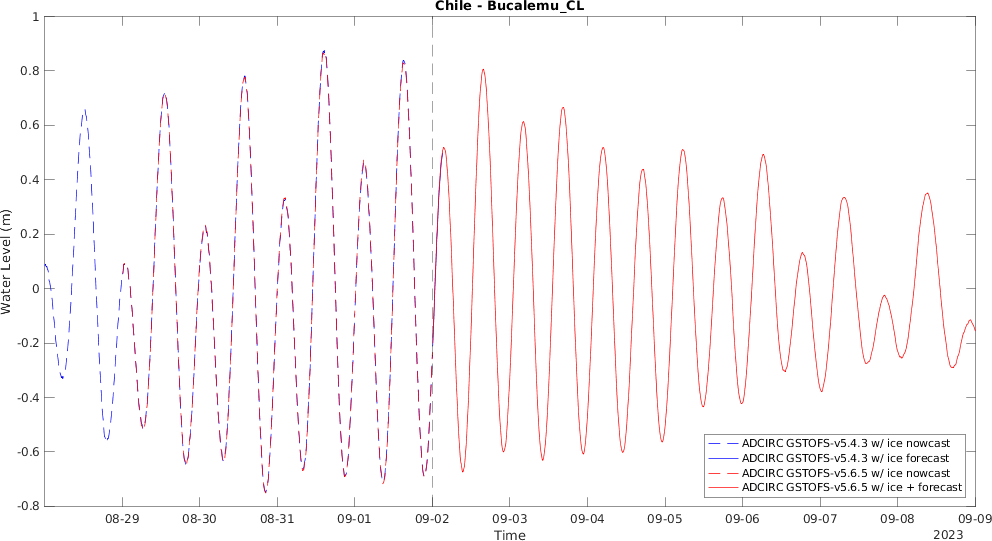 Chile - Bucalemu_CL
1
0.8
0.6
0.4
0.2
0
-0.2
-0.4
-0.6
-0.8
Water Level (m)
ADCIRC GSTOFS-v5.4.3 w/ ice nowcast
ADCIRC GSTOFS-v5.4.3 w/ ice forecast
ADCIRC GSTOFS-v5.6.5 w/ ice nowcast
ADCIRC GSTOFS-v5.6.5 w/ ice + forecast
08-29 08-30 08-31 09-01 09-02 09-03 09-04 09-05 09-06 09-07 09-08 09-09
Time 2023